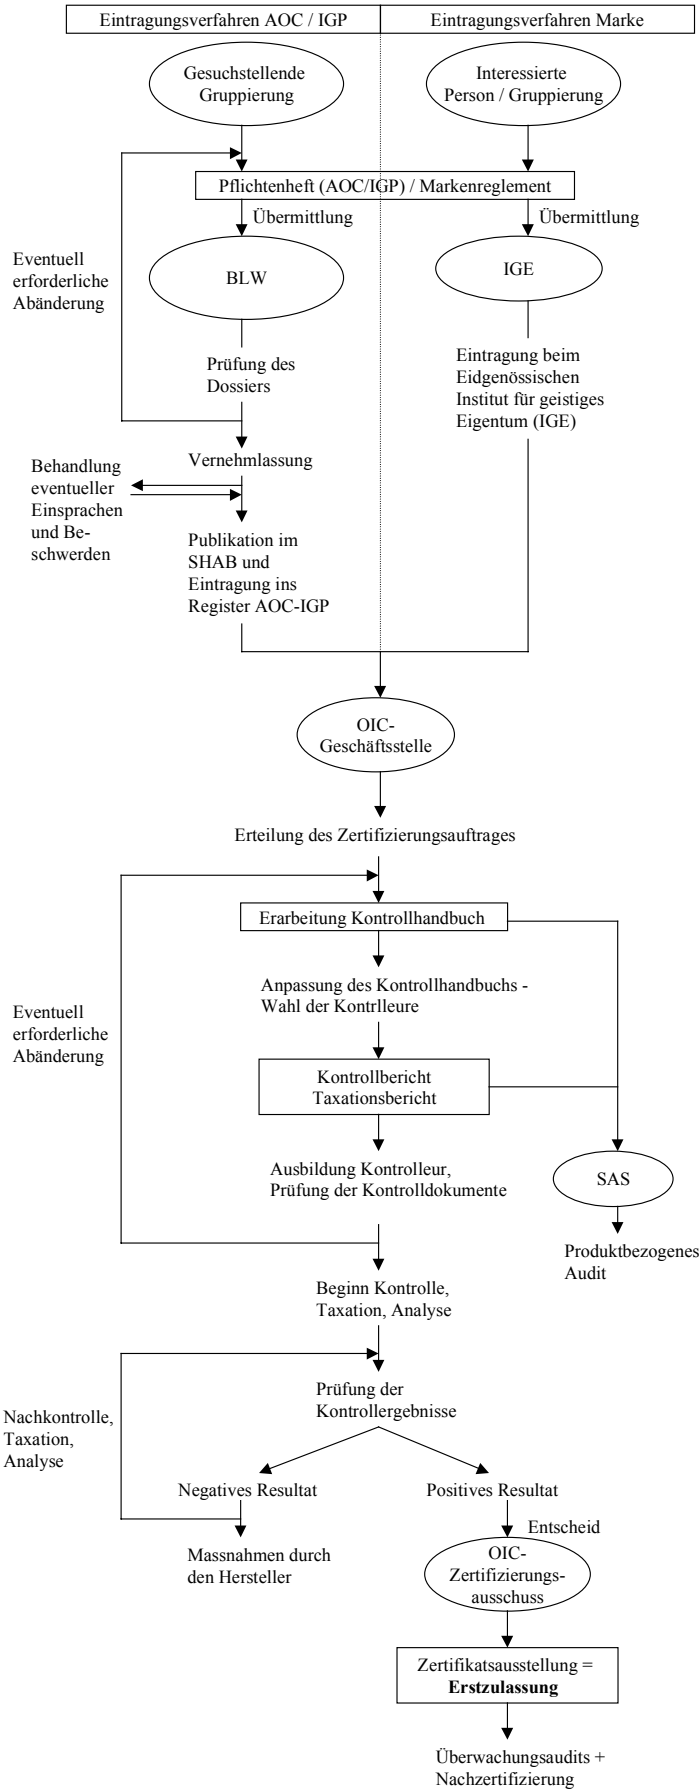 Eintragungsverfahren AOC / IGP
Eintragungsverfahren Marke
Gesuchstellende
Gruppierung
Interessierte
Person / Gruppierung
Pflichtenheft (AOC/IGP) / Markenreglement
Übermittlung
Übermittlung
Eventuell
erforderliche
Abänderung
BLW
IGE
Prüfung des
Dossiers
Eintragung beim
Eidgenössischen
Institut für geistiges
Eigentum (IGE)
Vernehmlassung
Behandlung
eventueller
Einsprachen
und Be-
schwerden
Publikation im
SHAB und
Eintragung ins
Register AOC-IGP
OIC-
Geschäftsstelle
Erteilung des Zertifizierungsauftrages
Erarbeitung Kontrollhandbuch
Anpassung des Kontrollhandbuchs -
Wahl der Kontrlleure
Eventuell
erforderliche
Abänderung
Kontrollbericht
Taxationsbericht
Ausbildung Kontrolleur,
Prüfung der Kontrolldokumente
SAS
Produktbezogenes
Audit
Beginn Kontrolle,
Taxation, Analyse
Prüfung der
Kontrollergebnisse
Nachkontrolle,
Taxation,
Analyse
Negatives Resultat
Positives Resultat
Entscheid
Massnahmen durch
den Hersteller
OIC-
Zertifizierungs-
ausschuss
Zertifikatsausstellung =
Erstzulassung
Überwachungsaudits +
Nachzertifizierung